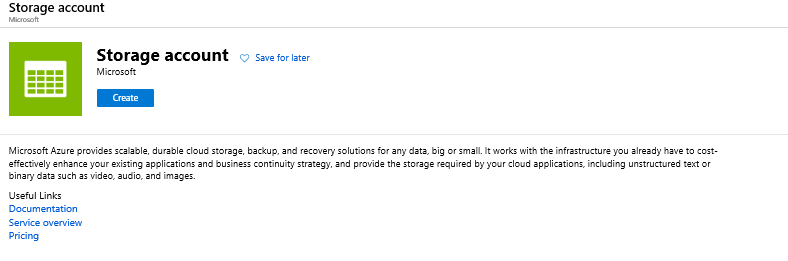 Storage account
Microsoft
Storage account
Save for later
Microsoft
Create
Microsoft Azure provides scalable, durable cloud storage, backup, and recovery solutions for any data, big or small. It works with the infrastructure you already have to cost-
effectively enhance your existing applications and business continuity strategy, and provide the storage required by your cloud applications, including unstructured text or
binary data such as video, audio, and images.
Useful Links
Documentation
Service overview
Pricing